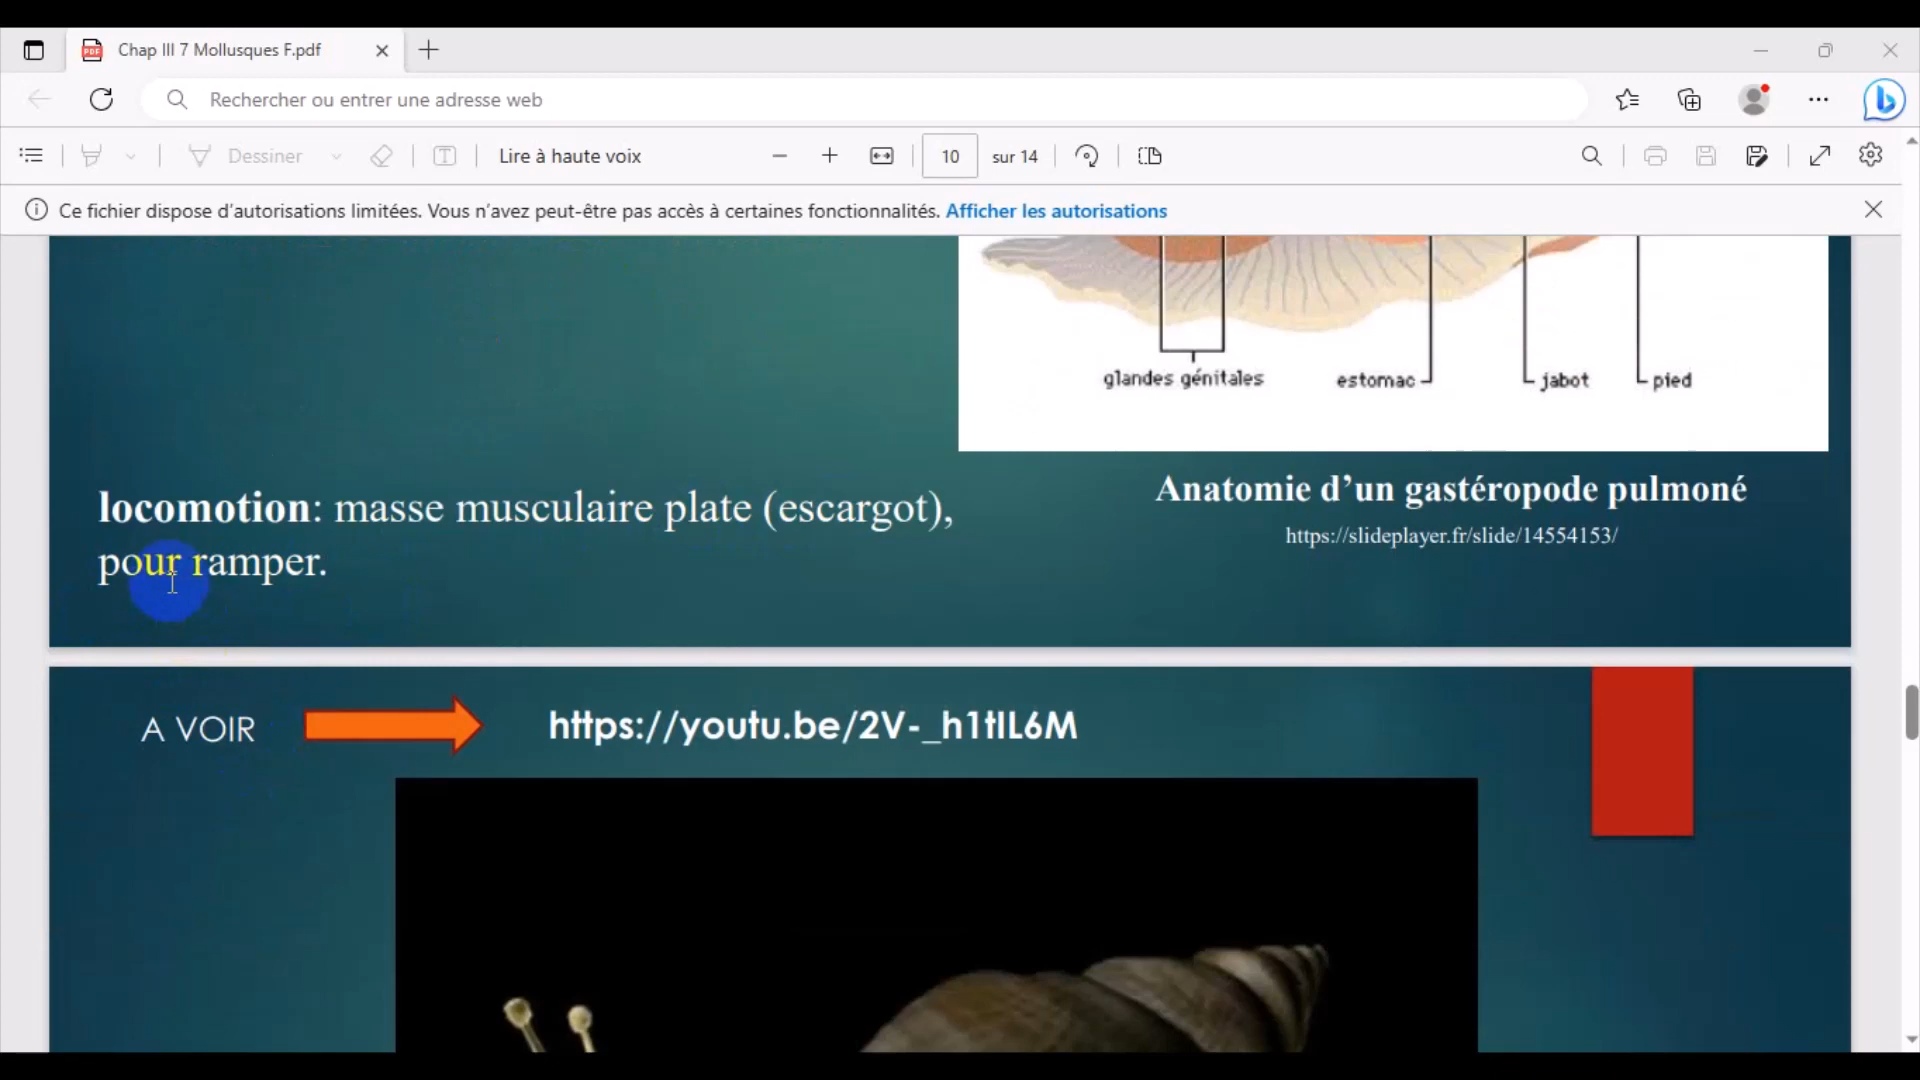 Chap III 7 Mollusques F.pdf
Rechercher ou entrer une adresse web
Dessiner
Lire à haute voix
10 sur 14
Ce fichier dispose d'autorisations limitées. Vous n'avez peut-être pas accès à certaines fonctionnalités. Afficher les autorisations
glandes génitales
estomac
jabot
pied
locomotion: masse musculaire plate (escargot),
pour ramper.
Anatomie d'un gastéropode pulmoné
https://slideplayer.fr/slide/14554153/
A VOIR
https://youtu.be/2V-_h1tIL6M